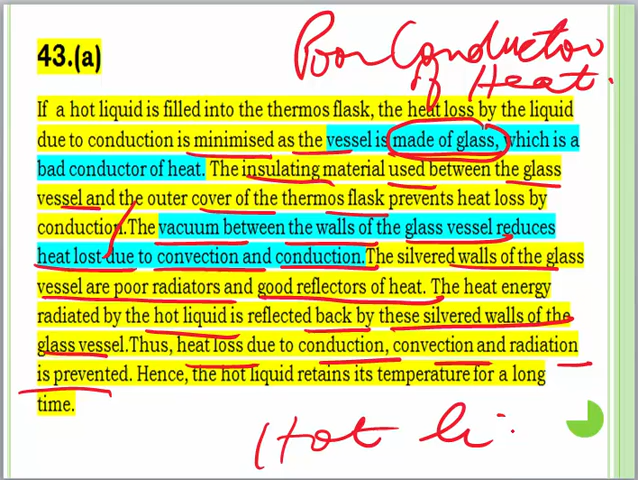 Poor Conductor
43.(a)
of Heat.
If a hot liquid is filled into the thermos flask, the heat loss by the liquid
due to conduction is minimised as the vessel is made of glass, which is a
bad conductor of heat. The insulating material used between the glass
vessel and the outer cover of the thermos flask prevents heat loss by
conduction.The vacuum between the walls of the glass vessel reduces
heat lost due to convection and conduction.The silvered walls of the glass
vessel are poor radiators and good reflectors of heat. The heat energy
radiated by the hot liquid is reflected back by these silvered walls of the
glass vessel.Thus, heat loss due to conduction, convection and radiation
is prevented. Hence, the hot liquid retains its temperature for a long
time.
Hot li